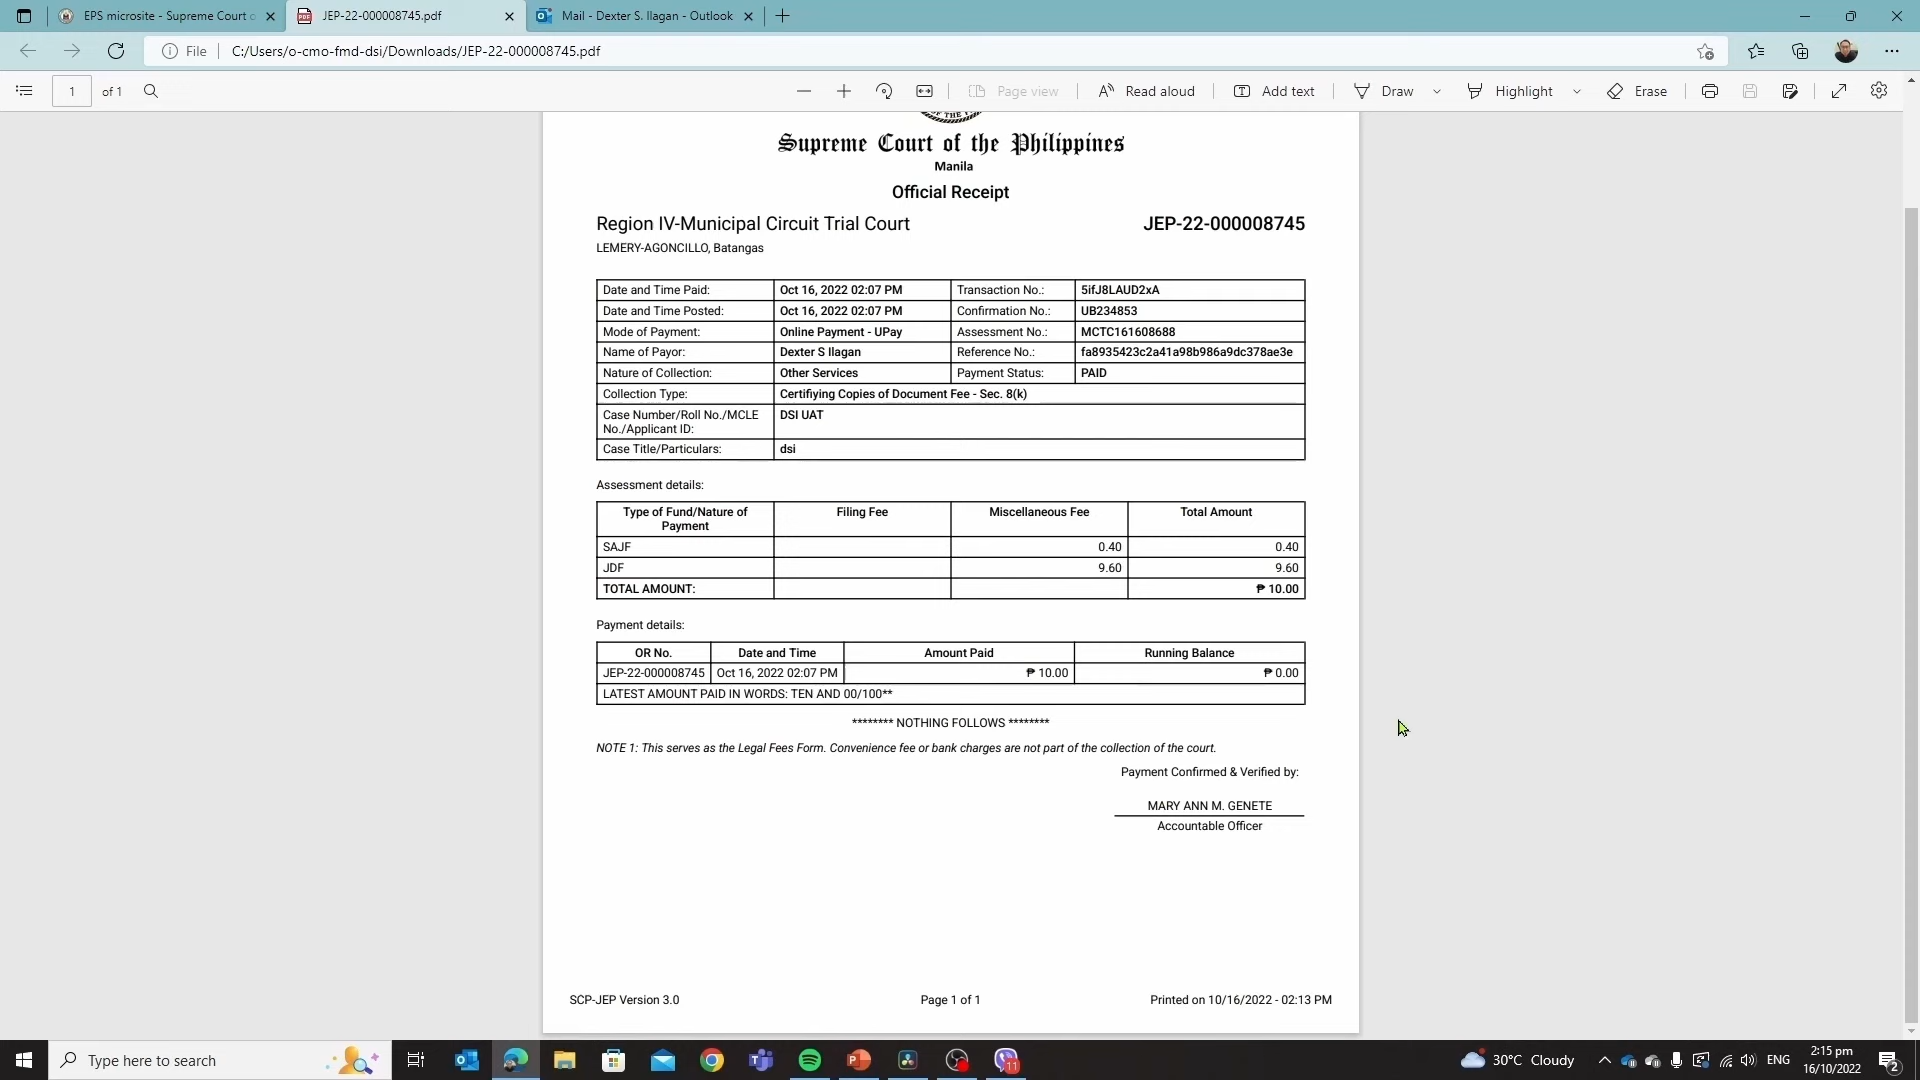 EPS microsite - Supreme Court o
JEP-22-000008745.pdf
Mail - Dexter S. Ilagan - Outlook
File
C:/Users/o-cmo-fmd-dsi/Downloads/JEP-22-000008745.pdf
1 of 1
Page view
Read aloud
Add text
Draw
Highlight
Erase
OF THE
Supreme Court of the Philippines
Manila
Official Receipt
Region IV-Municipal Circuit Trial Court JEP-22-000008745
LEMERY-AGONCILLO, Batangas
Date and Time Paid: Oct 16, 2022 02:07 PM Transaction No.: 5ifJ8LAUD2xA
Date and Time Posted: Oct 16, 2022 02:07 PM Confirmation No.: UB234853
Mode of Payment: Online Payment - UPay Assessment No.: MCTC161608688
Name of Payor: Dexter S Ilagan Reference No.: fa8935423c2a41a98b986a9dc378ae3e
Nature of Collection: Other Services Payment Status: PAID
Collection Type: Certifiying Copies of Document Fee - Sec. 8(k)
Case Number/Roll No./MCLE DSI UAT
No./Applicant ID:
Case Title/Particulars: dsi
Assessment details:
Type of Fund/Nature of Filing Fee Miscellaneous Fee Total Amount
Payment
SAJF 0.40 0.40
JDF 9.60 9.60
TOTAL AMOUNT: ₱ 10.00
Payment details:
OR No. Date and Time Amount Paid Running Balance
JEP-22-000008745 Oct 16, 2022 02:07 PM ₱ 10.00 ₱ 0.00
LATEST AMOUNT PAID IN WORDS: TEN AND 00/100**
******** NOTHING FOLLOWS ********
NOTE 1: This serves as the Legal Fees Form. Convenience fee or bank charges are not part of the collection of the court.
Payment Confirmed & Verified by:
MARY ANN M. GENETE
Accountable Officer
SCP-JEP Version 3.0 Page 1 of 1 Printed on 10/16/2022 - 02:13 PM
Type here to search
11
30°C Cloudy
ENG
2:15 pm
16/10/2022
2